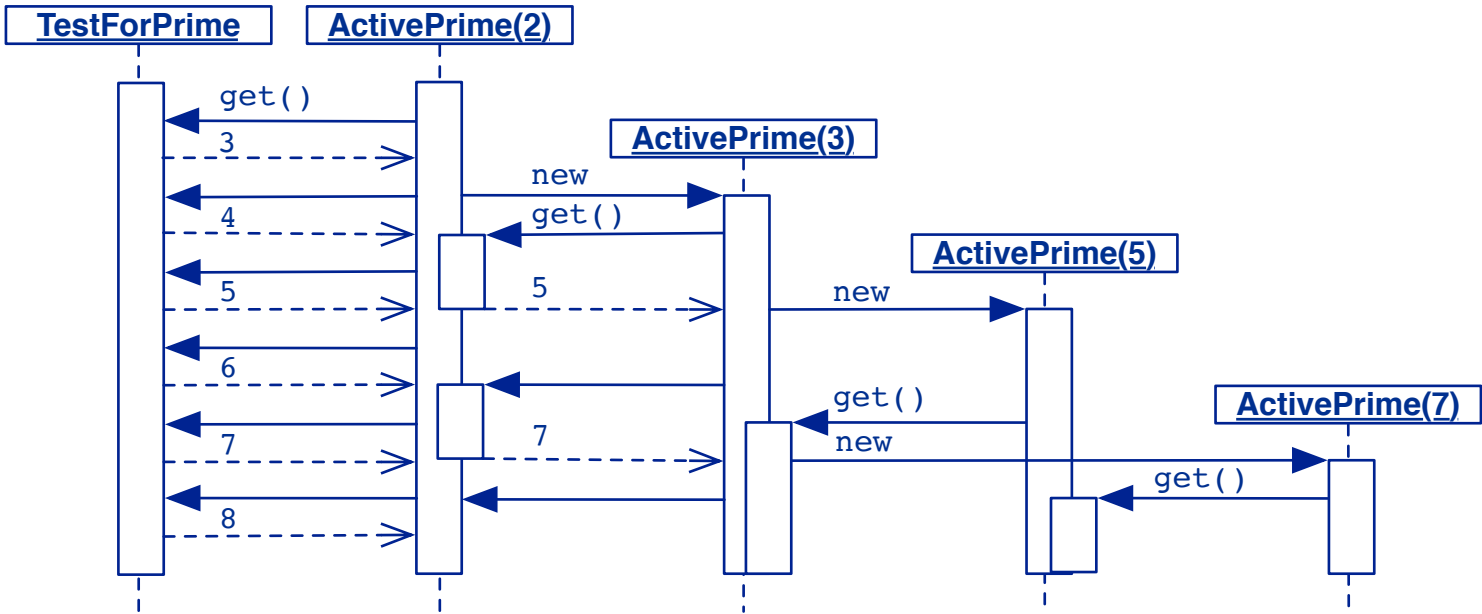 TestForPrime
ActivePrime(2)
get()
3
ActivePrime(3)
new
4
get()
ActivePrime(5)
5
5
new
6
get()
ActivePrime(7)
7
7
new
get()
8